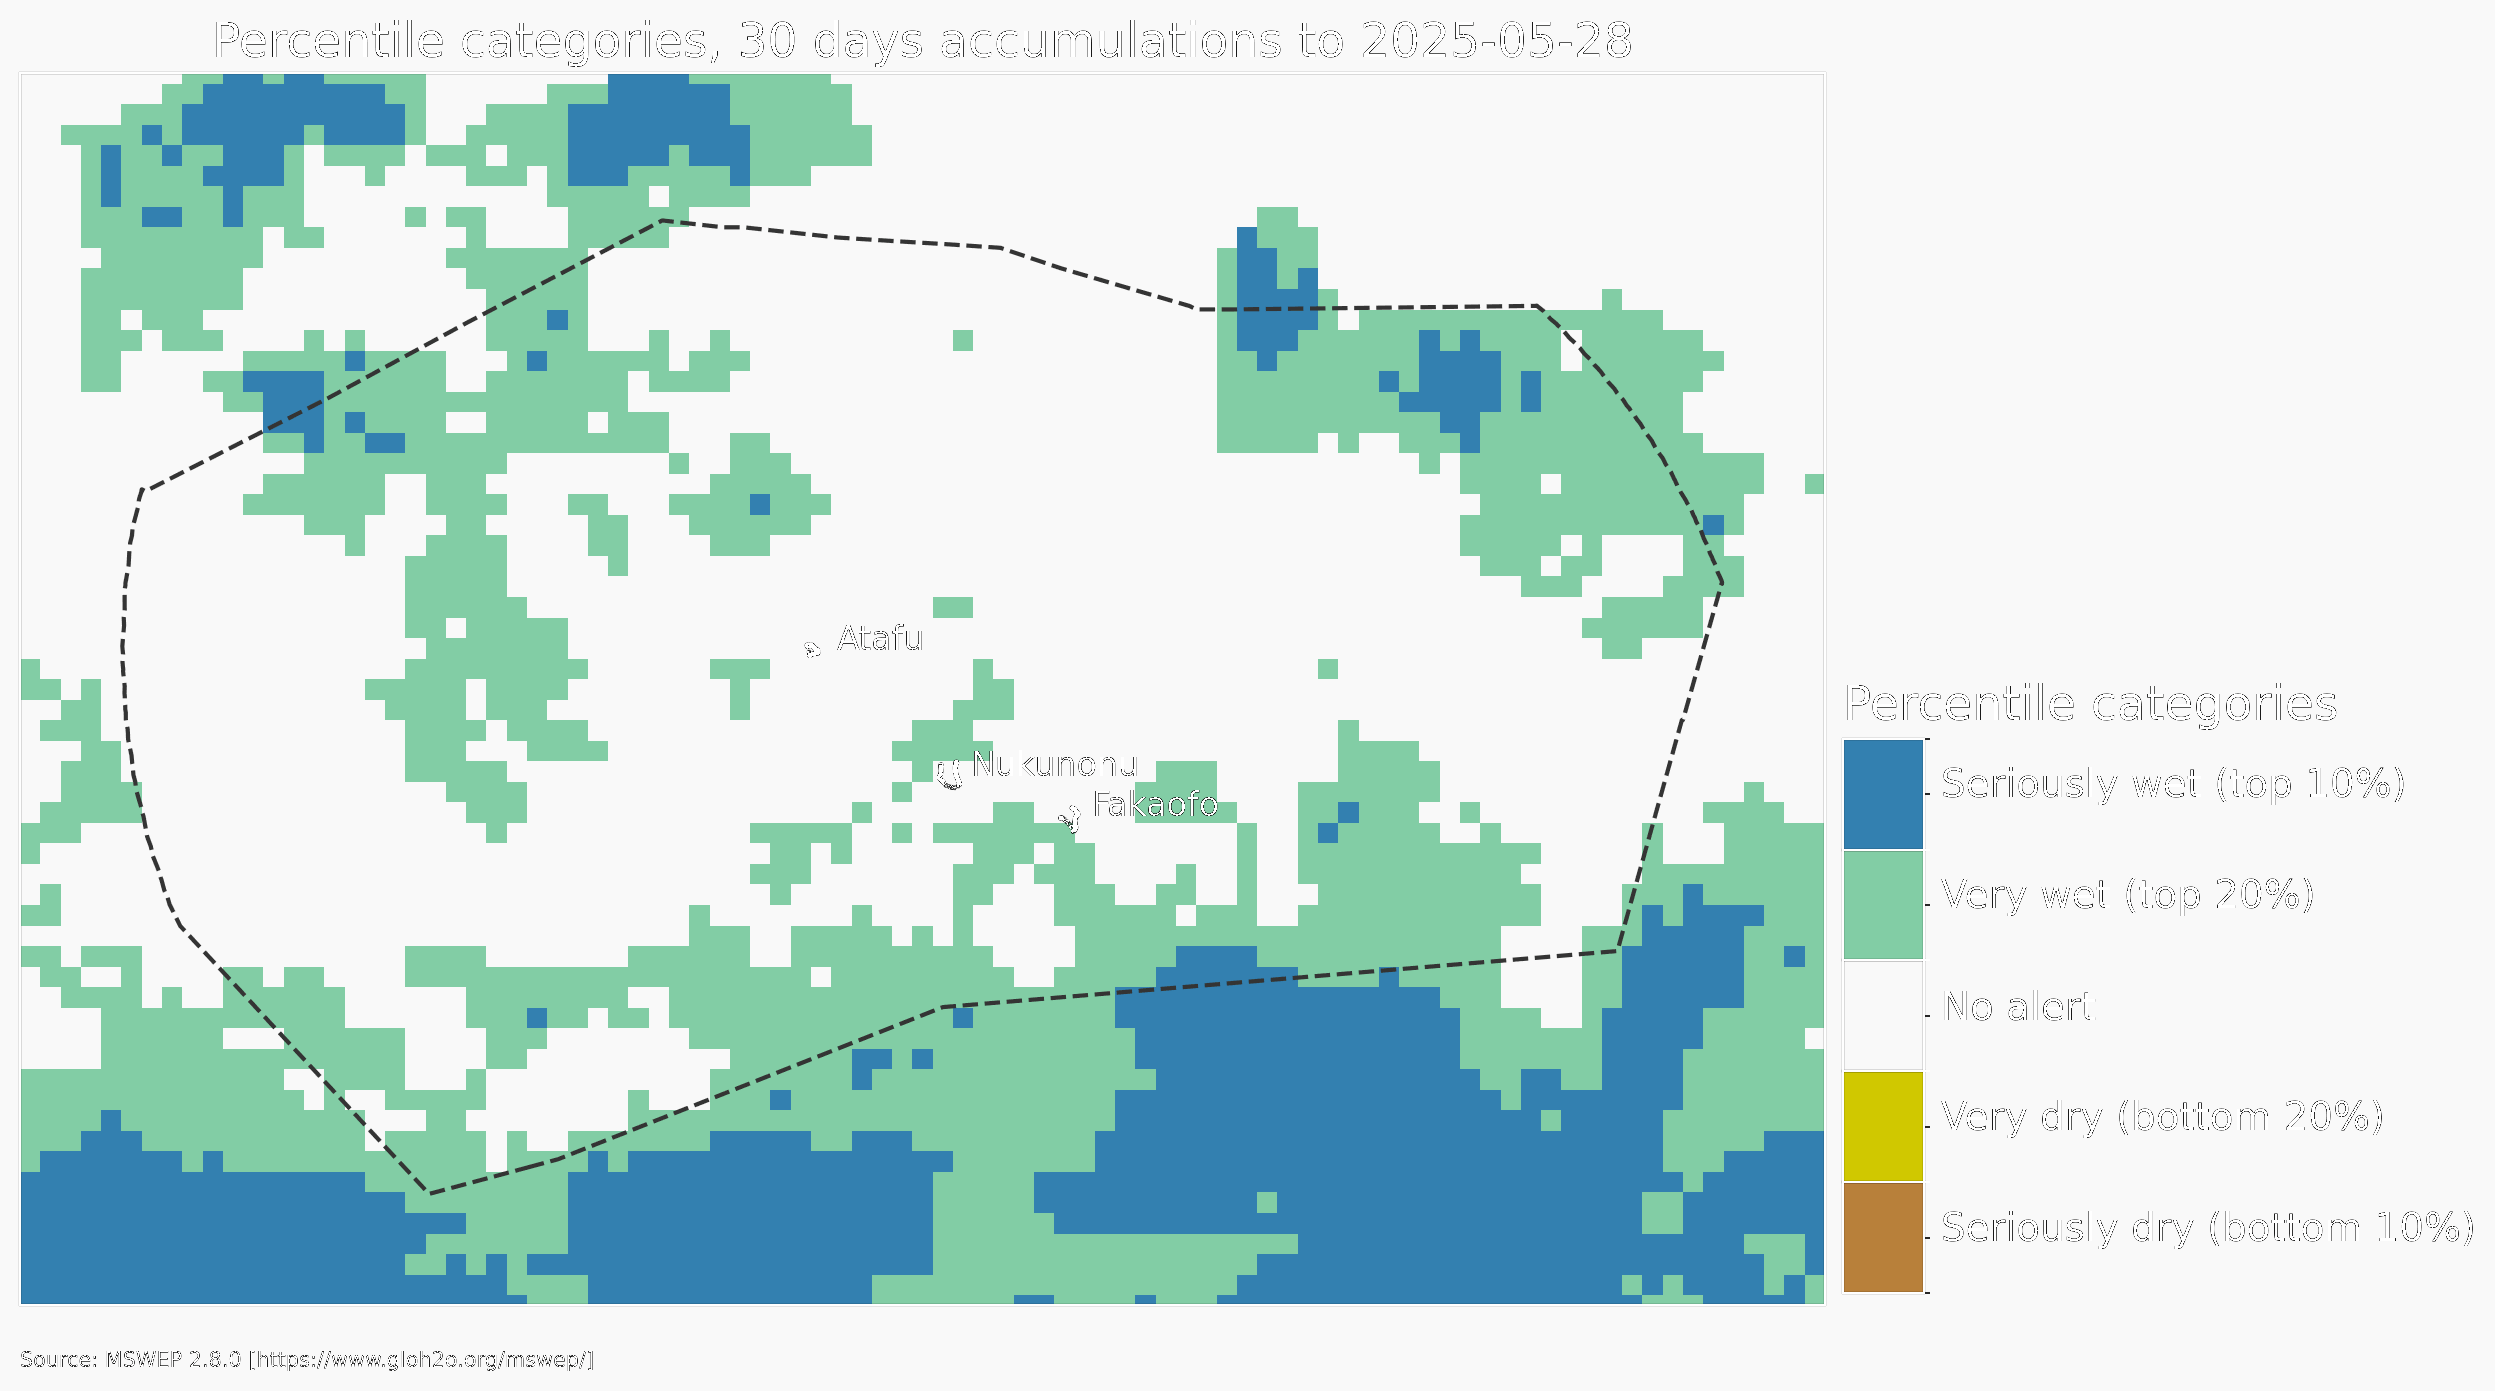 Percentile categories, 30 days accumulations to 2025-05-28
Atafu
Nukunonu
Fakaofo
Percentile categories
Seriously wet (top 10%)
Very wet (top 20%)
No alert
Very dry (bottom 20%)
Seriously dry (bottom 10%)
Source: MSWEP 2.8.0 [https://www.gloh2o.org/mswep/]